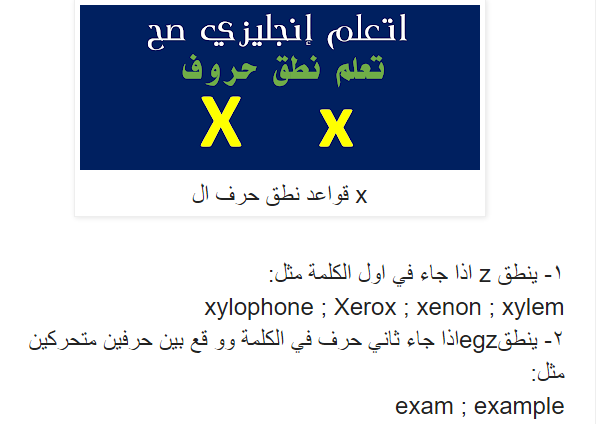 اتعلم إنجليزي صح
تعلم نطق حروف
X x
قواعد نطق حرف ال x
١- ينطق z اذا جاء في اول الكلمة مثل:
xylophone ; Xerox ; xenon ; xylem
٢- ينطقegzاذا جاء ثاني حرف في الكلمة وو قع بين حرفين متحركين
مثل:
exam ; example